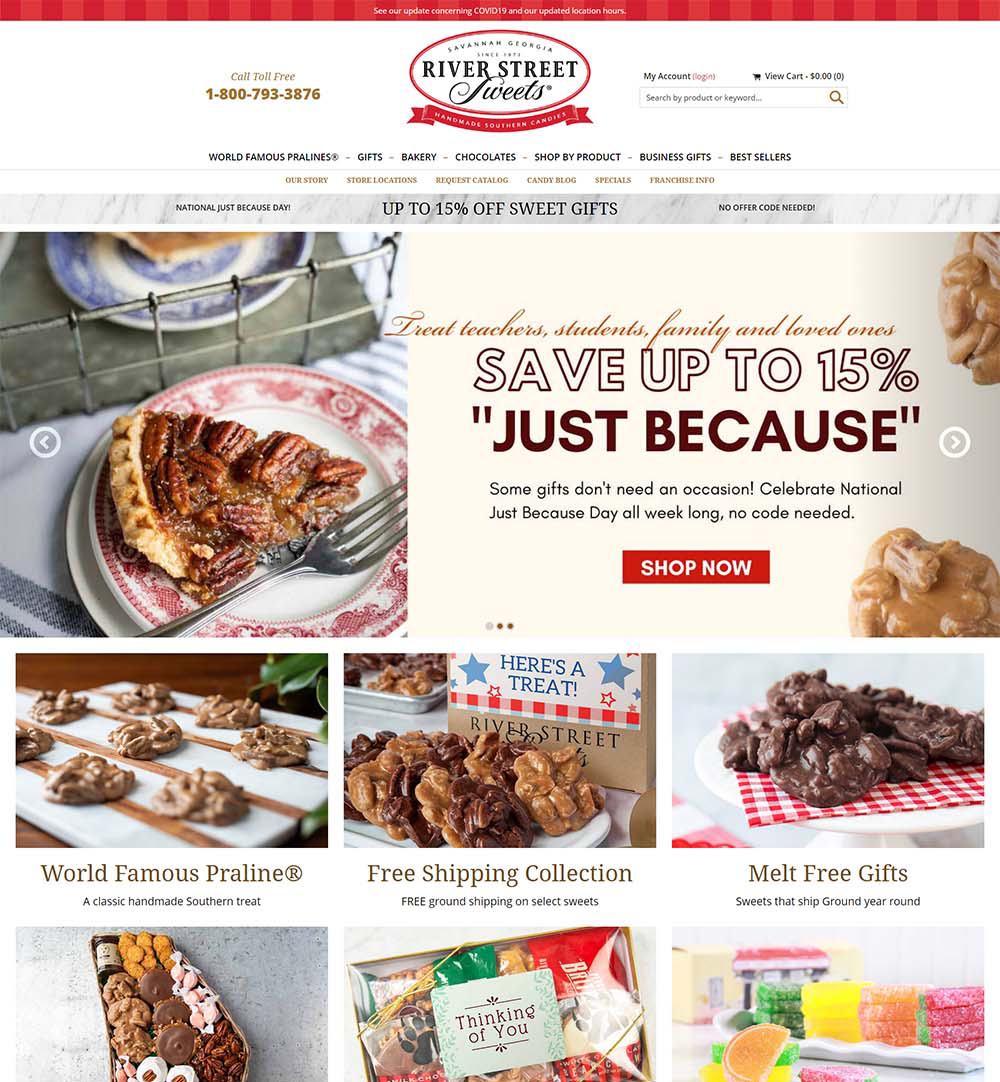 See our update concerning COVID19 and our updated location hours.
SAVANNAH GEORGIA
SINCE 1973
RIVER STREET
Sweets®
HANDMADE SOUTHERN CANDIES
Call Toll Free
1-800-793-3876
My Account (login)
View Cart - $0.00 (0)
Search by product or keyword...
WORLD FAMOUS PRALINES® – GIFTS – BAKERY – CHOCOLATES – SHOP BY PRODUCT – BUSINESS GIFTS – BEST SELLERS
OUR STORY STORE LOCATIONS REQUEST CATALOG CANDY BLOG SPECIALS FRANCHISE INFO
NATIONAL JUST BECAUSE DAY! UP TO 15% OFF SWEET GIFTS NO OFFER CODE NEEDED!
Treat teachers, students, family and loved ones
SAVE UP TO 15%
"JUST BECAUSE"
Some gifts don't need an occasion! Celebrate National
Just Because Day all week long, no code needed.
SHOP NOW
HERE'S A
TREAT!
RIVER STREET
World Famous Praline®
A classic handmade Southern treat
Free Shipping Collection
FREE ground shipping on select sweets
Melt Free Gifts
Sweets that ship Ground year round
Thinking
of You